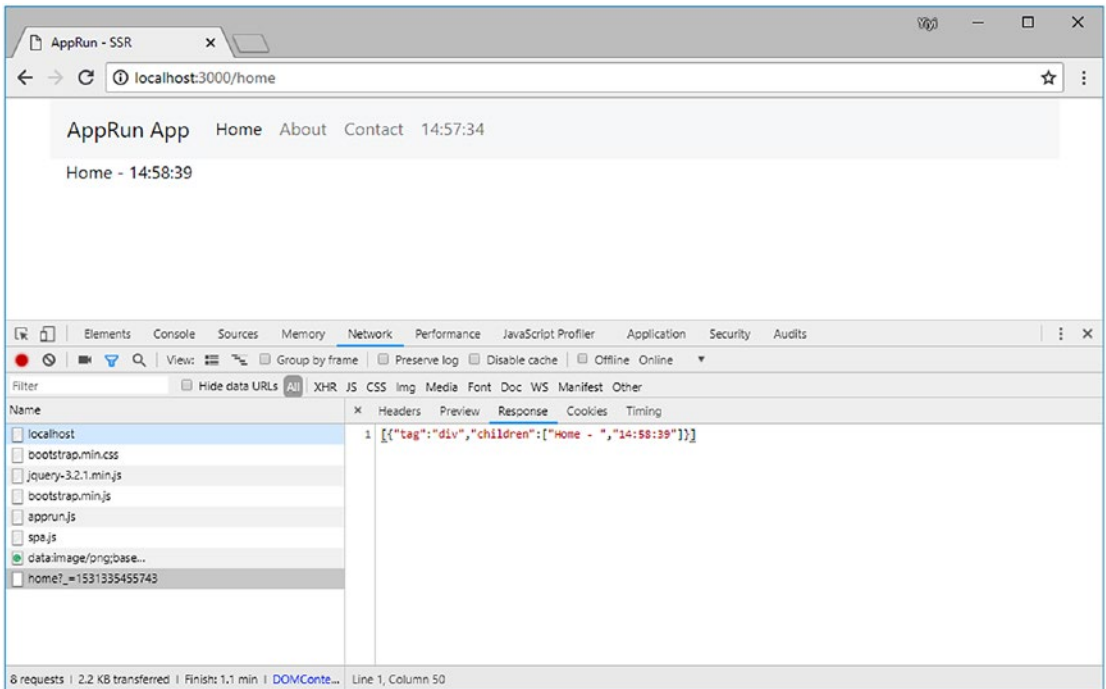 AppRun - SSR
Yiyi
localhost:3000/home
AppRun App Home About Contact 14:57:34
Home - 14:58:39
Elements Console Sources Memory Network Performance JavaScript Profiler Application Security Audits
View: Group by frame Preserve log Disable cache Offline Online
Filter Hide data URLs All XHR JS CSS Img Media Font Doc WS Manifest Other
Name × Headers Preview Response Cookies Timing
localhost 1 [{"tag":"div","children":["Home - ","14:58:39"]}]
bootstrap.min.css
jquery-3.2.1.min.js
bootstrap.min.js
apprun.js
spa.js
data:image/png;base...
home?_=1531335455743
8 requests | 2.2 KB transferred | Finish: 1.1 min | DOMConte... Line 1, Column 50